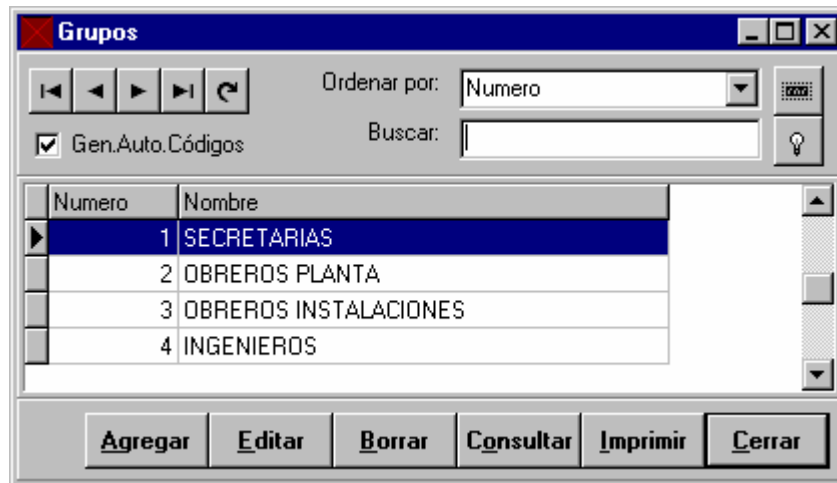 Grupos
Ordenar por: Numero
Gen.Auto.Códigos
Buscar:
Numero Nombre
1 SECRETARIAS
2 OBREROS PLANTA
3 OBREROS INSTALACIONES
4 INGENIEROS
Agregar Editar Borrar Consultar Imprimir Cerrar